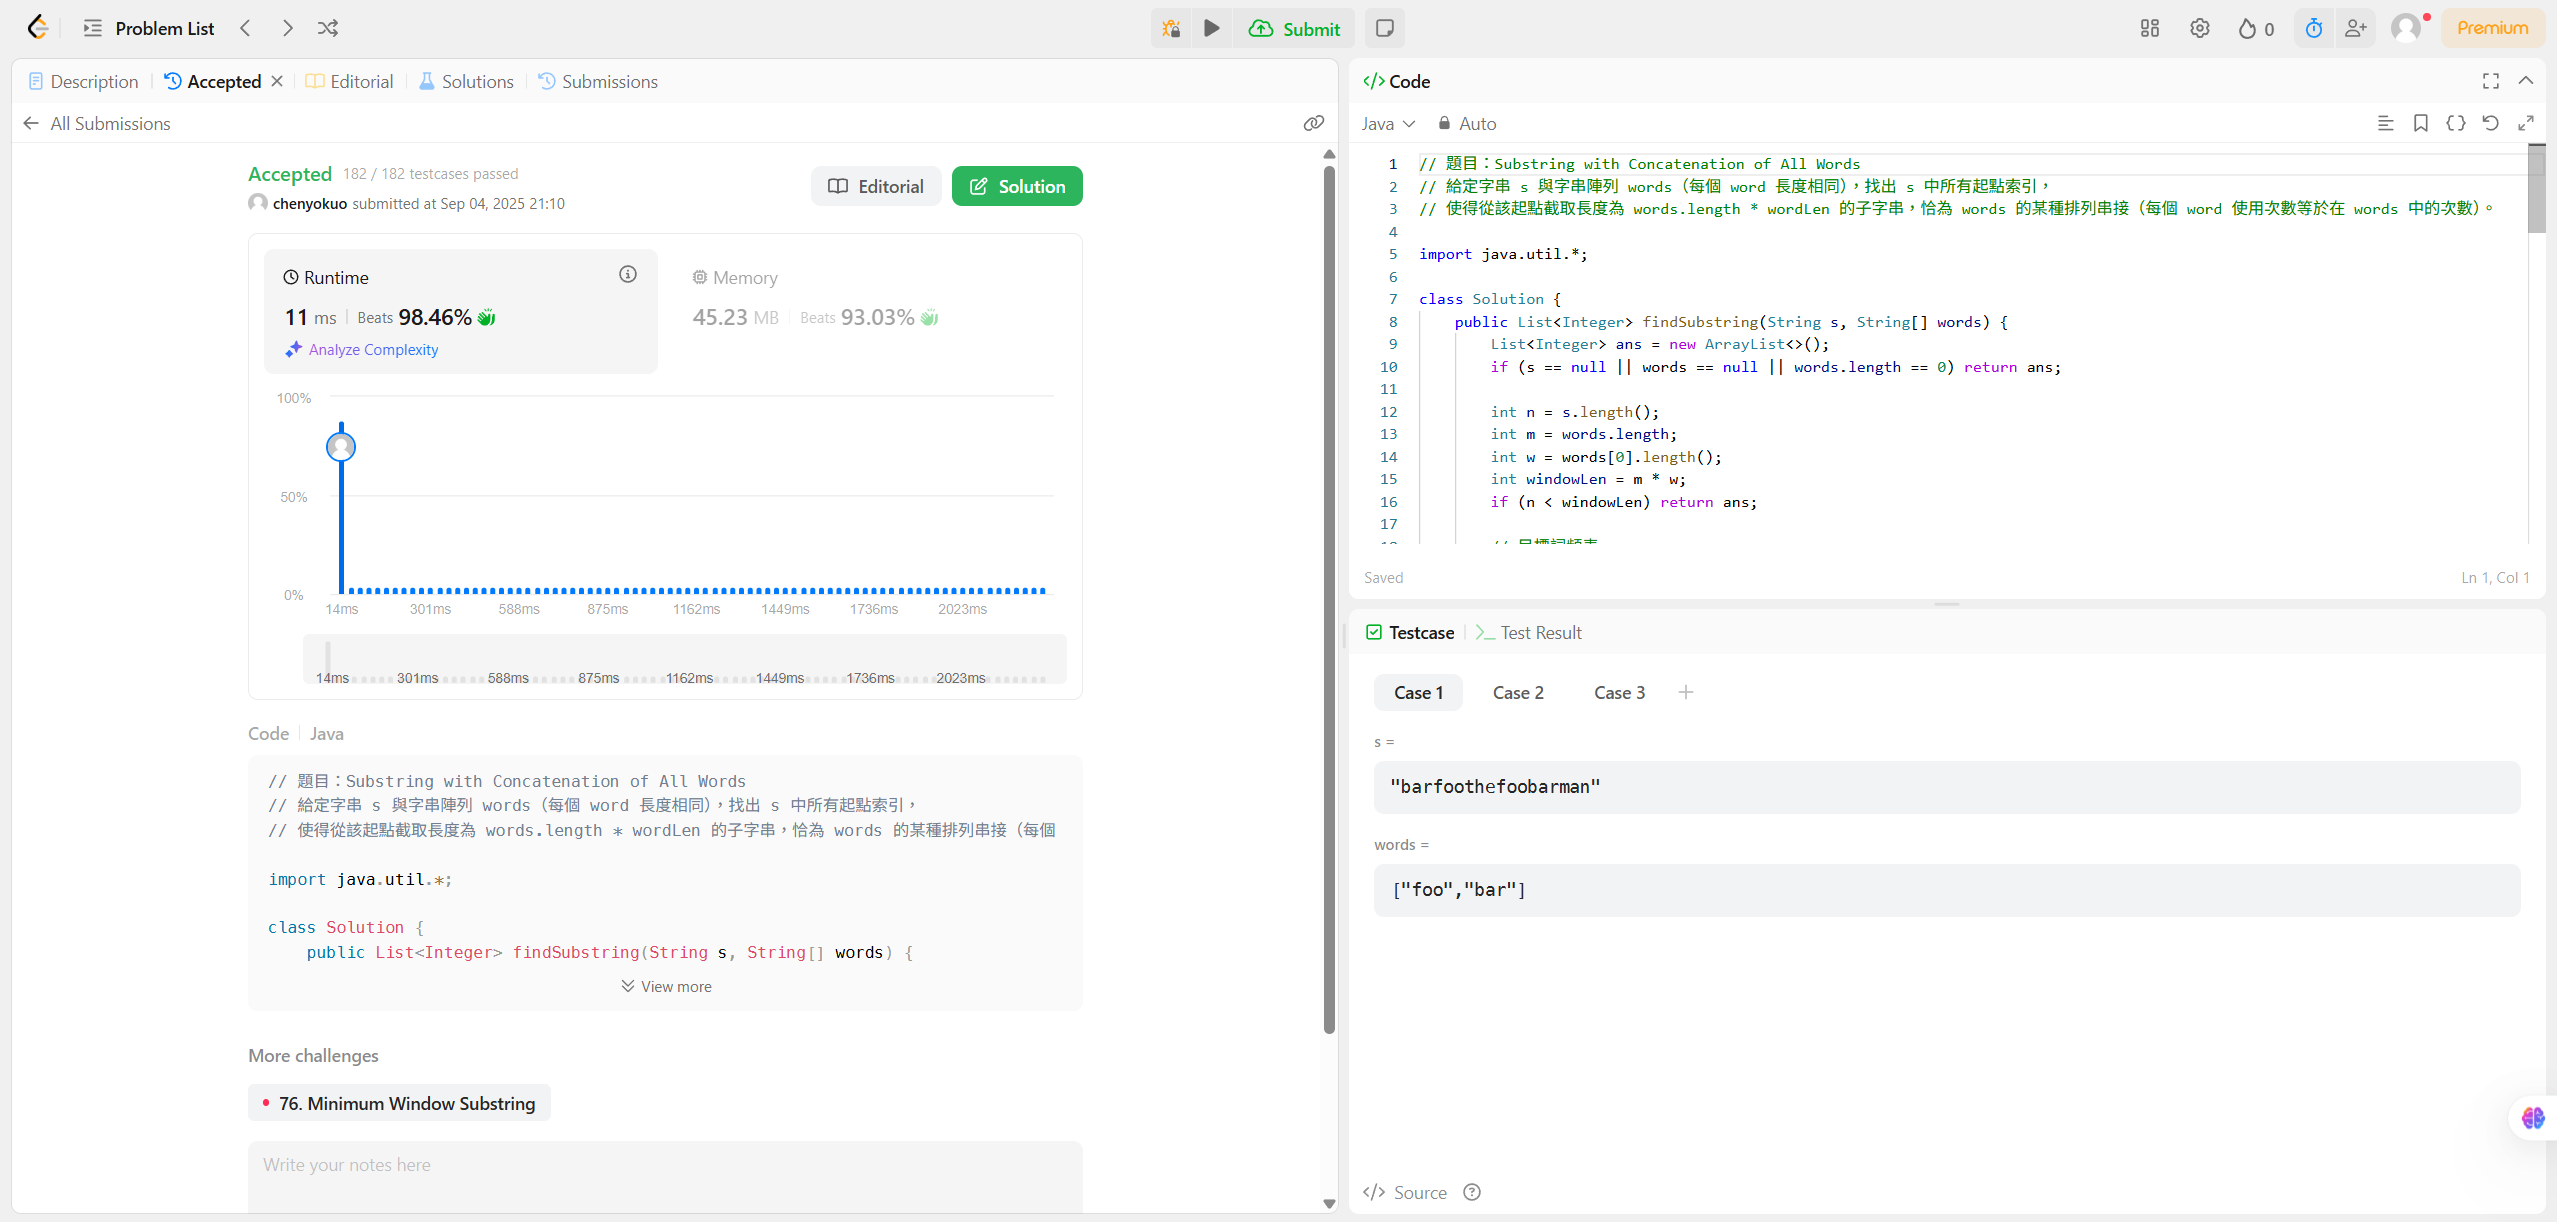 Problem List
Submit
0
Premium
Description
Accepted
Editorial
Solutions
Submissions
All Submissions
Accepted 182 / 182 testcases passed
chenyokuo submitted at Sep 04, 2025 21:10
Editorial
Solution
Runtime
11 ms Beats 98.46%
Analyze Complexity
Memory
45.23 MB Beats 93.03%
100%
50%
0%
14ms 301ms 588ms 875ms 1162ms 1449ms 1736ms 2023ms
14ms 301ms 588ms 875ms 1162ms 1449ms 1736ms 2023ms
Code Java
// 題目：Substring with Concatenation of All Words
// 給定字串 s 與字串陣列 words（每個 word 長度相同），找出 s 中所有起點索引，
// 使得從該起點截取長度為 words.length * wordLen 的子字串，恰為 words 的某種排列串接（每個
import java.util.*;
class Solution {
public List<Integer> findSubstring(String s, String[] words) {
View more
More challenges
76. Minimum Window Substring
Write your notes here
Code
Java Auto
1 // 題目：Substring with Concatenation of All Words
2 // 給定字串 s 與字串陣列 words（每個 word 長度相同），找出 s 中所有起點索引，
3 // 使得從該起點截取長度為 words.length * wordLen 的子字串，恰為 words 的某種排列串接（每個 word 使用次數等於在 words 中的次數）。
4
5 import java.util.*;
6
7 class Solution {
8 public List<Integer> findSubstring(String s, String[] words) {
9 List<Integer> ans = new ArrayList<>();
10 if (s == null || words == null || words.length == 0) return ans;
11
12 int n = s.length();
13 int m = words.length;
14 int w = words[0].length();
15 int windowLen = m * w;
16 if (n < windowLen) return ans;
17
Saved
Ln 1, Col 1
Testcase
Test Result
Case 1
Case 2
Case 3
s =
"barfoothefoobarman"
words =
["foo","bar"]
Source